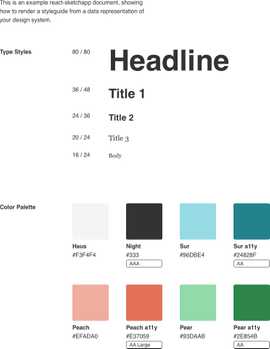 This is an example react-sketchapp document, showing
how to render a styleguide from a data representation of
your design system.
Type Styles
80 / 80
Headline
36 / 48
Title 1
24 / 36
Title 2
20 / 24
Title 3
16 / 24
Body
Color Palette
Haus
#F3F4F4
Night
#333
AAA
Sur
#96DBE4
Sur a11y
#24828F
AA
Peach
#EFADA0
Peach a11y
#E37059
AA Large
Pear
#93DAAB
Pear a11y
#2E854B
AA